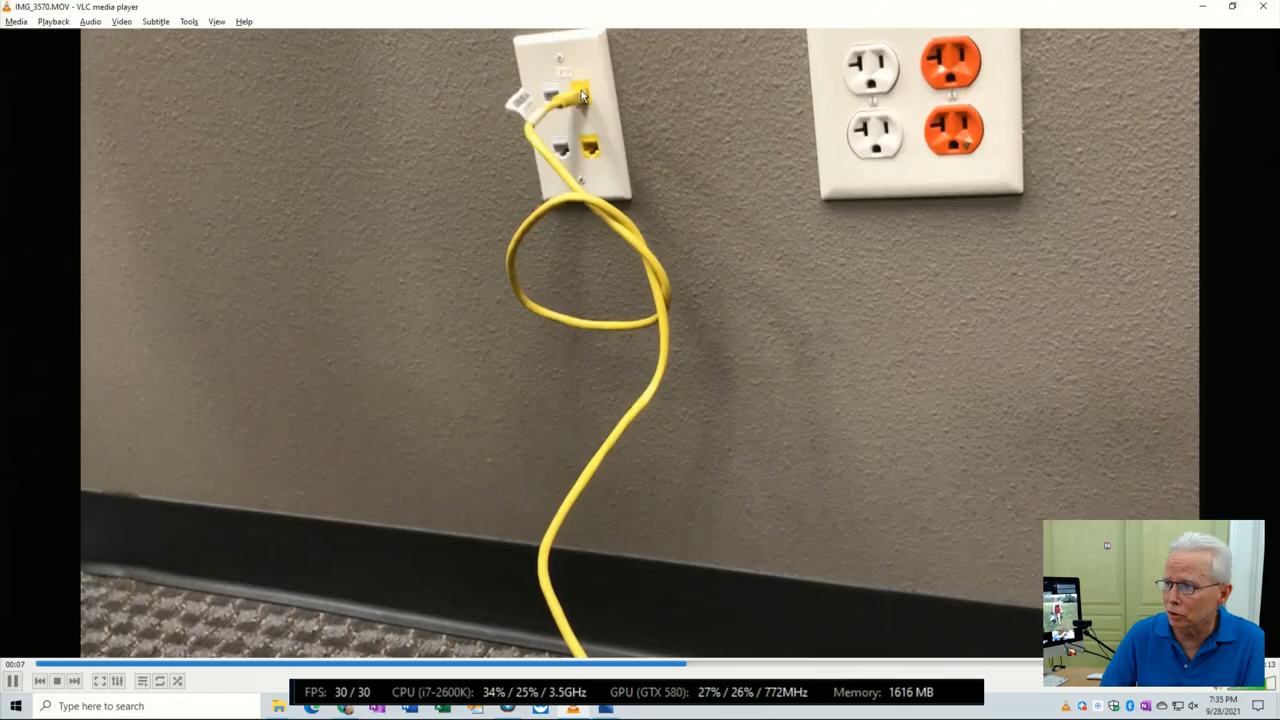 IMG_3570.MOV - VLC media player
Media Playback Audio Video Subtitle Tools View Help
00:07
:13
FPS: 30 / 30 CPU (i7-2600K): 34% / 25% / 3.5GHz GPU (GTX 580): 27% / 26% / 772MHz Memory: 1616 MB
Type here to search
7:35 PM
9/28/2021